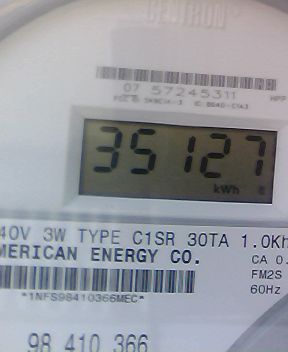 CENTRON
07 57245311
35127
kWh
40V 3W TYPE C1SR 30TA 1.0Kh
MERICAN ENERGY CO.
CA 0.
FM2S
60Hz
*1NFS98410366MEC*
98 410 366